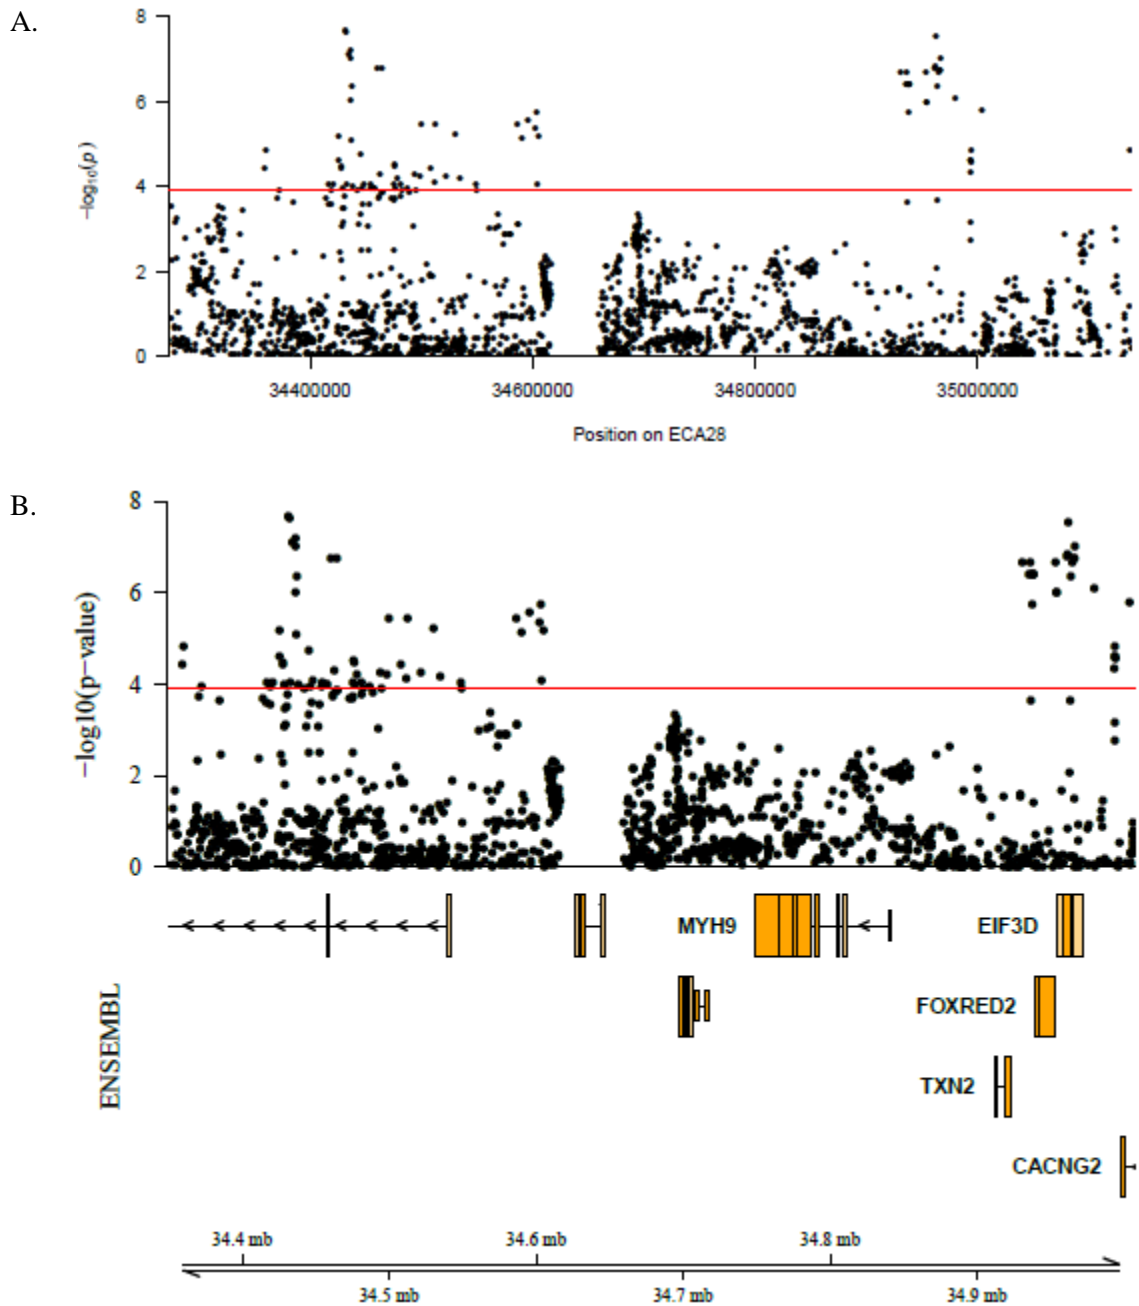 A.
8
6
4
2
0
−log₁₀(p)
34400000 34600000 34800000 35000000
Position on ECA28
B.
8
6
4
2
0
−log10(p−value)
MYH9 EIF3D
FOXRED2
TXN2
CACNG2
ENSEMBL
34.4 mb 34.6 mb 34.8 mb
34.5 mb 34.7 mb 34.9 mb